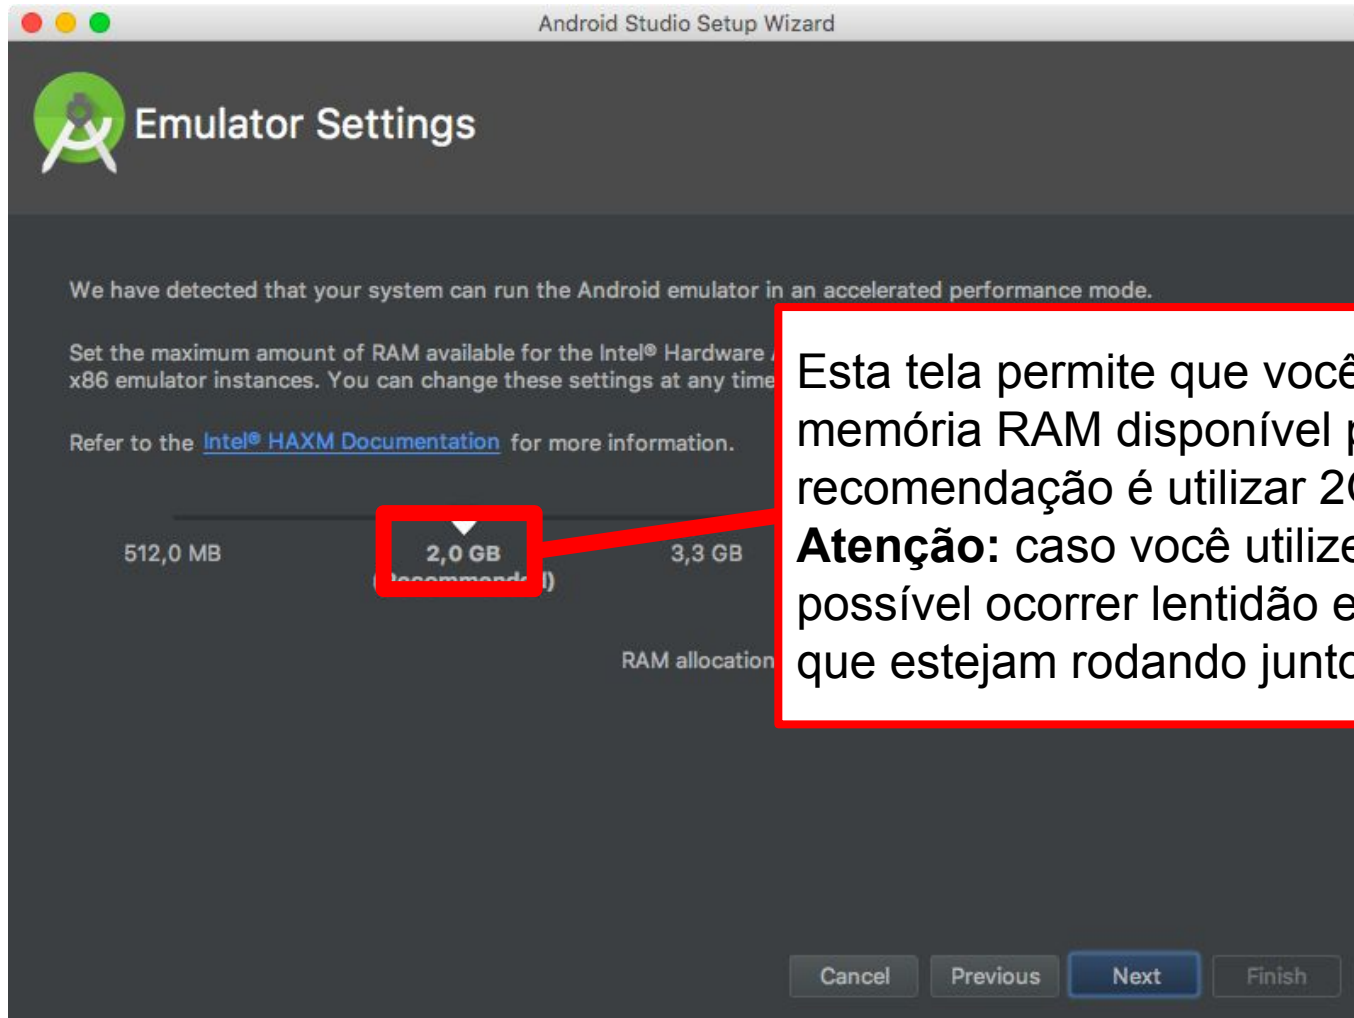 Android Studio Setup Wizard
Emulator Settings
We have detected that your system can run the Android emulator in an accelerated performance mode.
Set the maximum amount of RAM available for the Intel® Hardware
x86 emulator instances. You can change these settings at any time
Refer to the Intel® HAXM Documentation for more information.
512,0 MB
2,0 GB
(Recommended)
3,3 GB
RAM allocation
Esta tela permite que você
memória RAM disponível
recomendação é utilizar
Atenção: caso você utilize
possível ocorrer lentidão
que estejam rodando
Cancel
Previous
Next
Finish